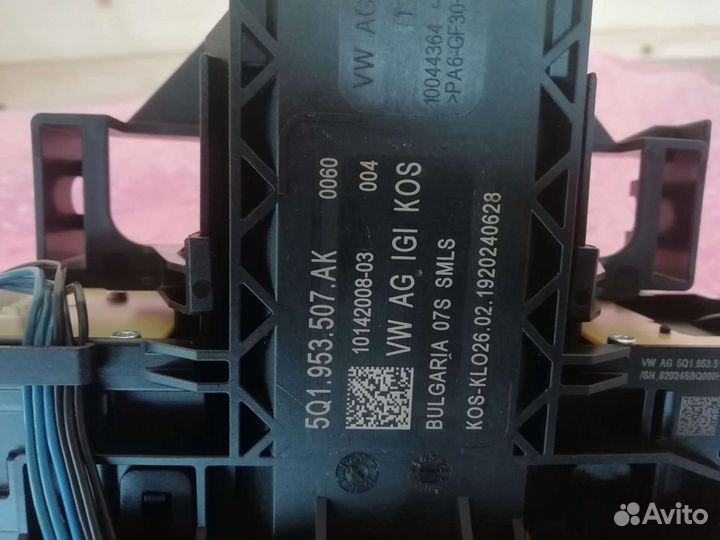 VW AG
10044364
>PA6-GF30
5Q1.953.507.AK 0060
10142008-03 004
VW AG IGI KOS
BULGARIA 07S SMLS
KOS-KLO26.02.1920240628
VW AG 5Q1.953.5
Avito